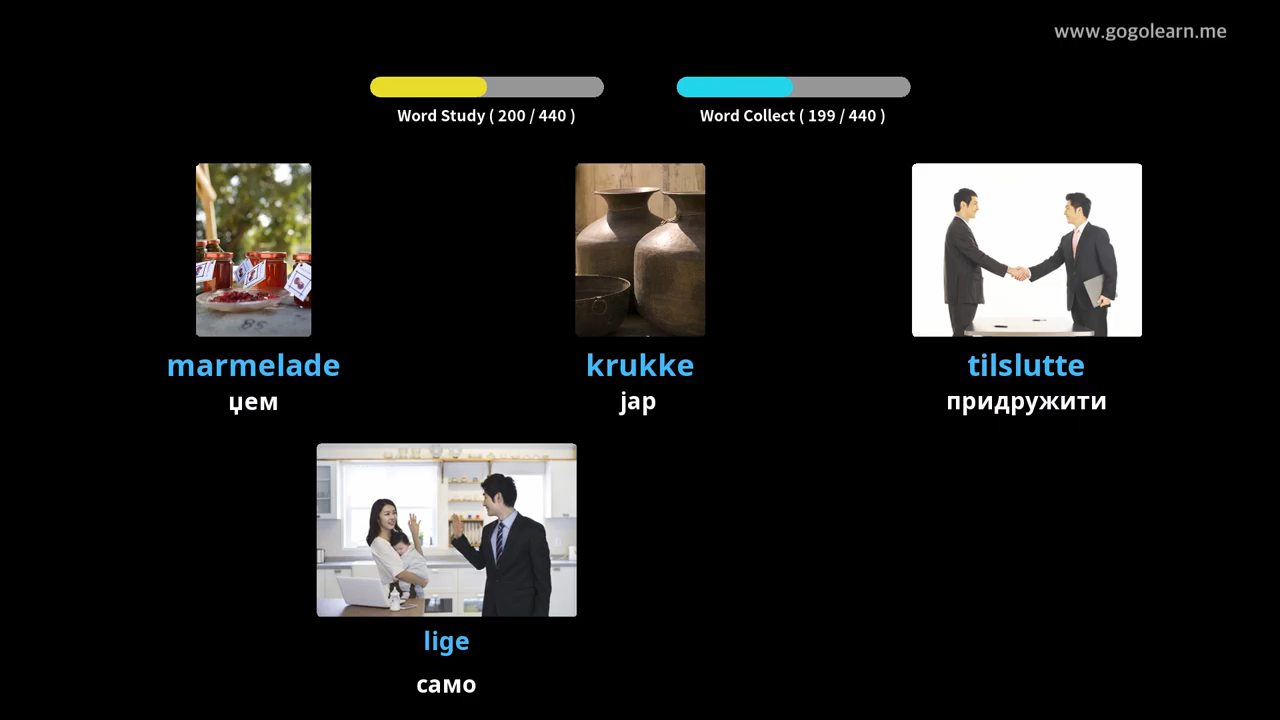 www.gogolearn.me
Word Study ( 200 / 440 )
Word Collect ( 199 / 440 )
marmelade
џем
krukke
јар
tilslutte
придружити
lige
само